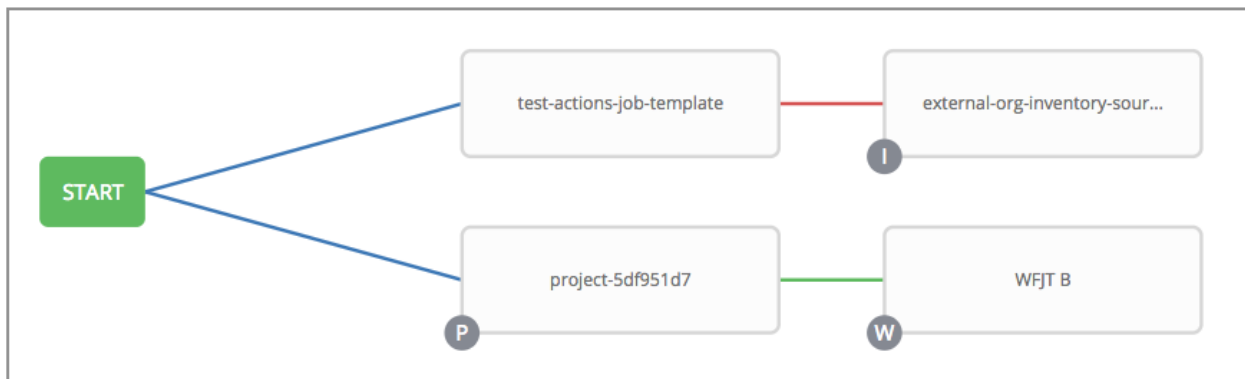 test-actions-job-template
external-org-inventory-sour...
I
START
project-5df951d7
WFJT B
P
W